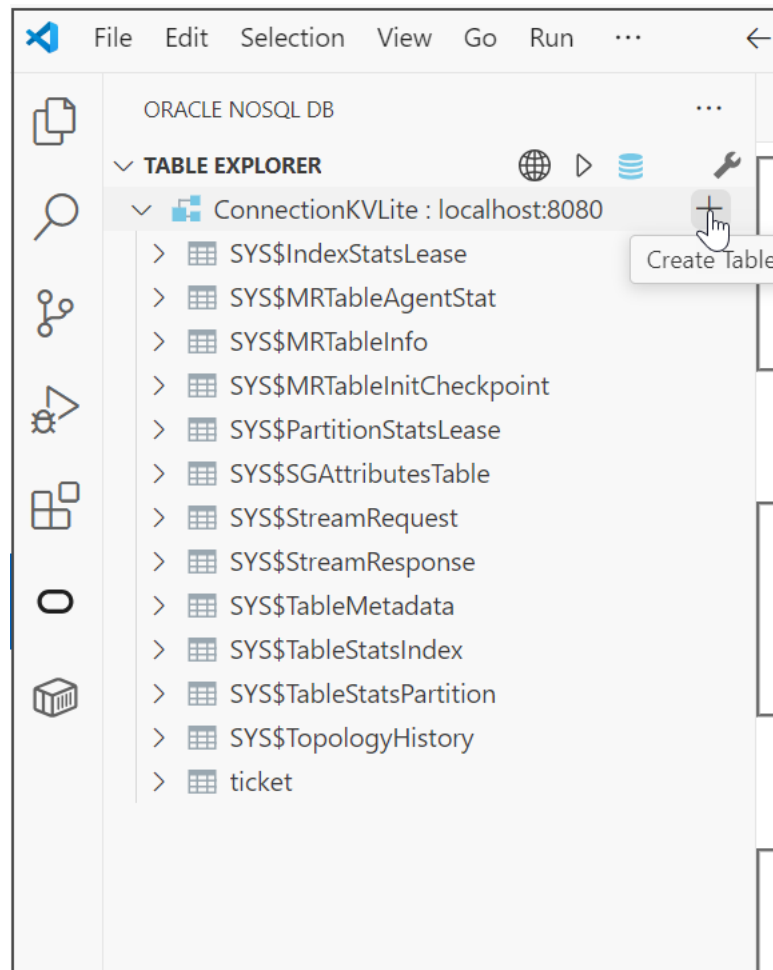 File Edit Selection View Go Run ...
ORACLE NOSQL DB ...
TABLE EXPLORER
ConnectionKVLite : localhost:8080
SYS$IndexStatsLease
Create Table
SYS$MRTableAgentStat
SYS$MRTableInfo
SYS$MRTableInitCheckpoint
SYS$PartitionStatsLease
SYS$SGAttributesTable
SYS$StreamRequest
SYS$StreamResponse
SYS$TableMetadata
SYS$TableStatsIndex
SYS$TableStatsPartition
SYS$TopologyHistory
ticket